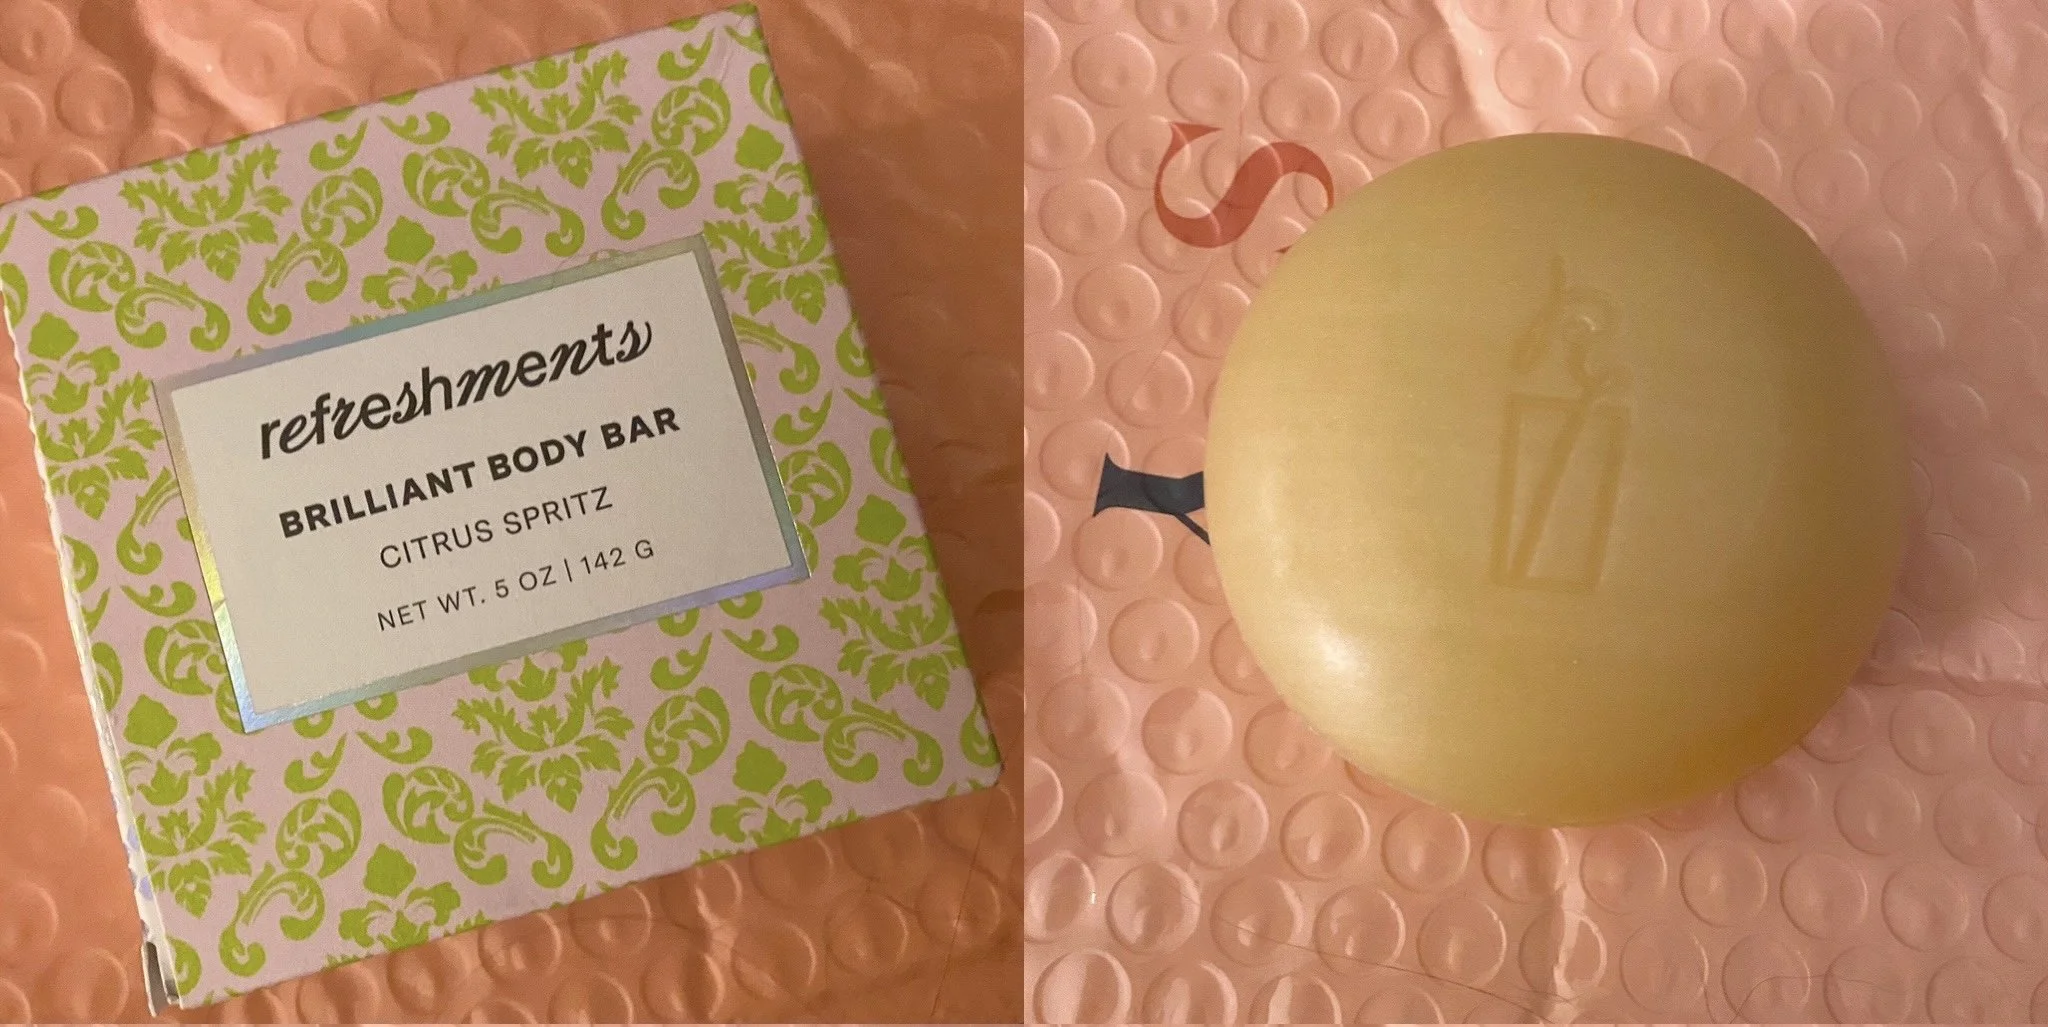 refreshments
BRILLIANT BODY BAR
CITRUS SPRITZ
NET WT. 5 OZ | 142 G
S
Y